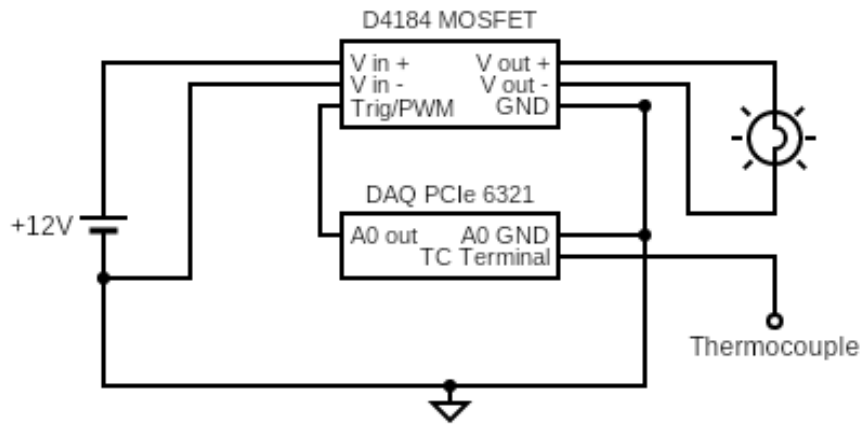 D4184 MOSFET
V in + V out +
V in - V out -
Trig/PWM GND
DAQ PCIe 6321
+12V
A0 out A0 GND
TC Terminal
Thermocouple